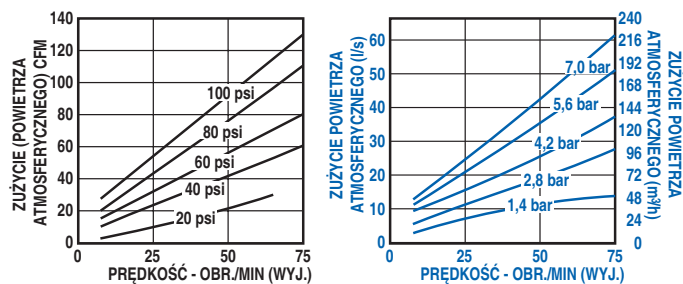 ZUŻYCIE (POWIETRZA
ATMOSFERYCZNEGO) CFM
140
120
100
80
60
40
20
0
100 psi
80 psi
60 psi
40 psi
20 psi
0 25 50 75
PRĘDKOŚĆ - OBR./MIN (WYJ.)
ZUŻYCIE POWIETRZA
ATMOSFERYCZNEGO (l/s)
60
50
40
30
20
10
0
7,0 bar
5,6 bar
4,2 bar
2,8 bar
1,4 bar
240
216
192
168
144
120
96
72
48
24
0
ZUŻYCIE POWIETRZA
ATMOSFERYCZNEGO (m³/h)
0 25 50 75
PRĘDKOŚĆ - OBR./MIN (WYJ.)